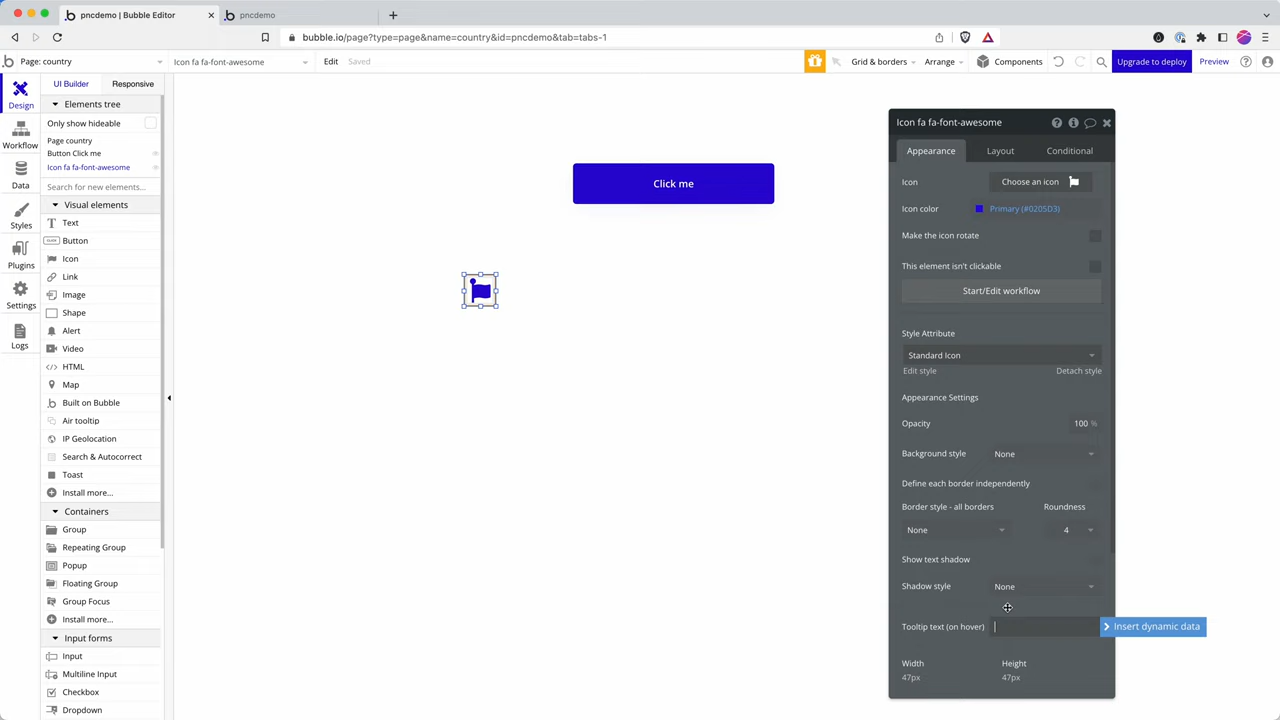 pncdemo | Bubble Editor
pncdemo
bubble.io/page?type=page&name=country&id=pncdemo&tab=tabs-1
Page: country
Icon fa fa-font-awesome
Edit
Saved
Grid & borders
Arrange
Components
Upgrade to deploy
Preview
Design
Workflow
Data
Styles
Plugins
Settings
Logs
UI Builder
Responsive
Elements tree
Only show hideable
Page country
Button Click me
Icon fa fa-font-awesome
Search for new elements...
Visual elements
Text
CLICK
Button
Icon
Link
Image
Shape
Alert
Video
</> HTML
Map
Built on Bubble
Air tooltip
IP Geolocation
Search & Autocorrect
Toast
Install more...
Containers
Group
Repeating Group
Popup
Floating Group
Group Focus
Install more...
Input forms
Input
Multiline Input
Checkbox
Dropdown
Click me
Icon fa fa-font-awesome
Appearance
Layout
Conditional
Icon
Choose an icon
Icon color
Primary (#0205D3)
Make the icon rotate
This element isn't clickable
Start/Edit workflow
Style Attribute
Standard Icon
Edit style
Detach style
Appearance Settings
Opacity
100 %
Background style
None
Define each border independently
Border style - all borders
Roundness
None
4
Show text shadow
Shadow style
None
Tooltip text (on hover)
Insert dynamic data
Width
Height
47px
47px